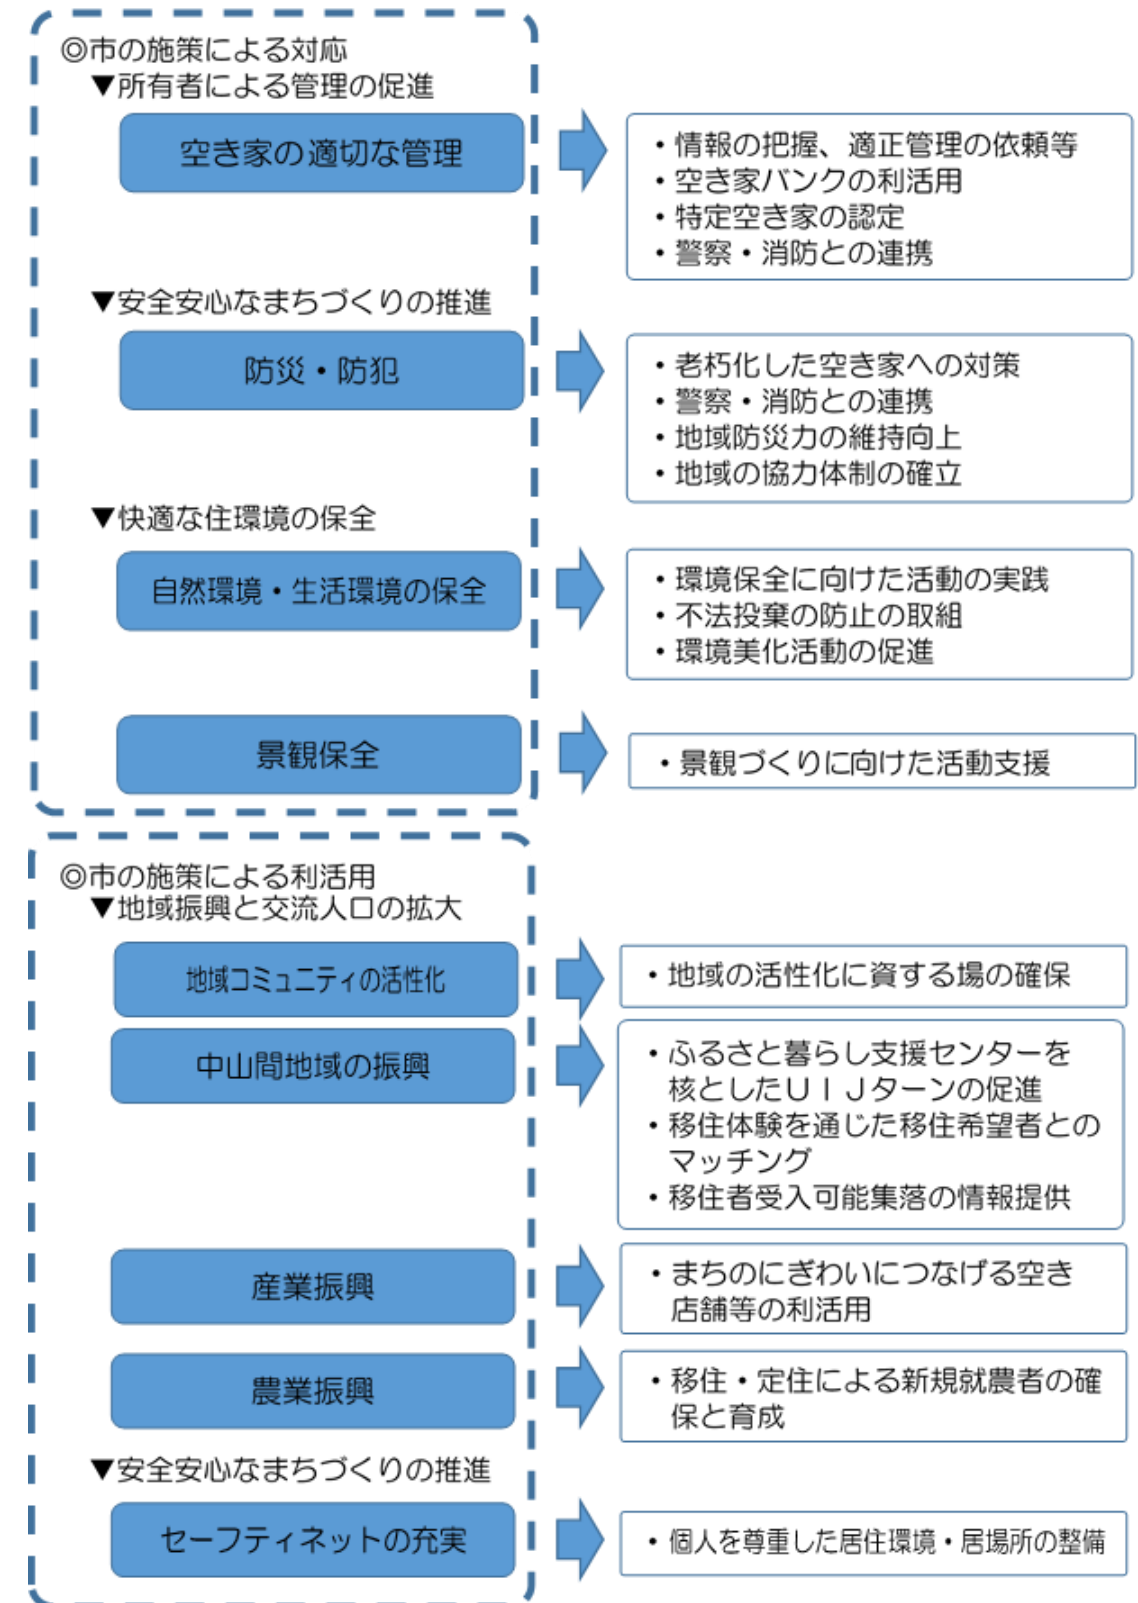 ◎市の施策による対応
▼所有者による管理の促進
空き家の適切な管理
・情報の把握、適正管理の依頼等
・空き家バンクの利活用
・特定空き家の認定
・警察・消防との連携
▼安全安心なまちづくりの推進
防災・防犯
・老朽化した空き家への対策
・警察・消防との連携
・地域防災力の維持向上
・地域の協力体制の確立
▼快適な住環境の保全
自然環境・生活環境の保全
・環境保全に向けた活動の実践
・不法投棄の防止の取組
・環境美化活動の促進
景観保全
・景観づくりに向けた活動支援
◎市の施策による利活用
▼地域振興と交流人口の拡大
地域コミュニティの活性化
・地域の活性化に資する場の確保
中山間地域の振興
・ふるさと暮らし支援センターを
核としたＵＩＪターンの促進
・移住体験を通じた移住希望者との
マッチング
・移住者受入可能集落の情報提供
産業振興
・まちのにぎわいにつなげる空き
店舗等の利活用
農業振興
・移住・定住による新規就農者の確
保と育成
▼安全安心なまちづくりの推進
セーフティネットの充実
・個人を尊重した居住環境・居場所の整備